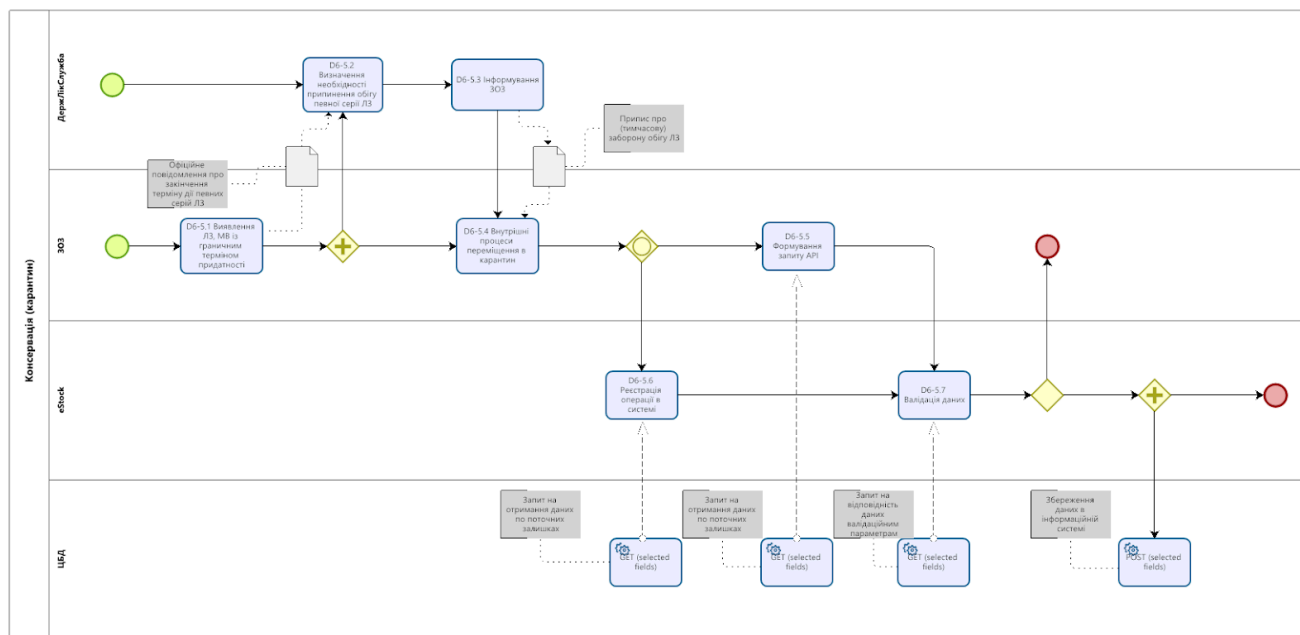 Консервація (карантин)
ДержЛікСлужба
D6-5.2
Визначення
необхідності
припинення обігу
певної серії ЛЗ
D6-5.3 Інформування
ЗОЗ
Припис про
(тимчасову)
заборону обігу ЛЗ
Офіційне
повідомлення про
закінчення
терміну дії певних
серій ЛЗ
ЗОЗ
D6-5.1 Виявлення
ЛЗ, МВ із
граничним
терміном
придатності
D6-5.4 Внутрішні
процеси
переміщення в
карантин
D6-5.5
Формування
запиту API
eStock
D6-5.6
Реєстрація
операції в
системі
D6-5.7
Валідація даних
ЦБД
Запит на
отримання даних
по поточних
залишках
GET (selected
fields)
Запит на
отримання даних
по поточних
залишках
GET (selected
fields)
Запит на
відповідність
даних
валідаційним
параметрам
GET (selected
fields)
Збереження
даних в
інформаційній
системі
POST (selected
fields)